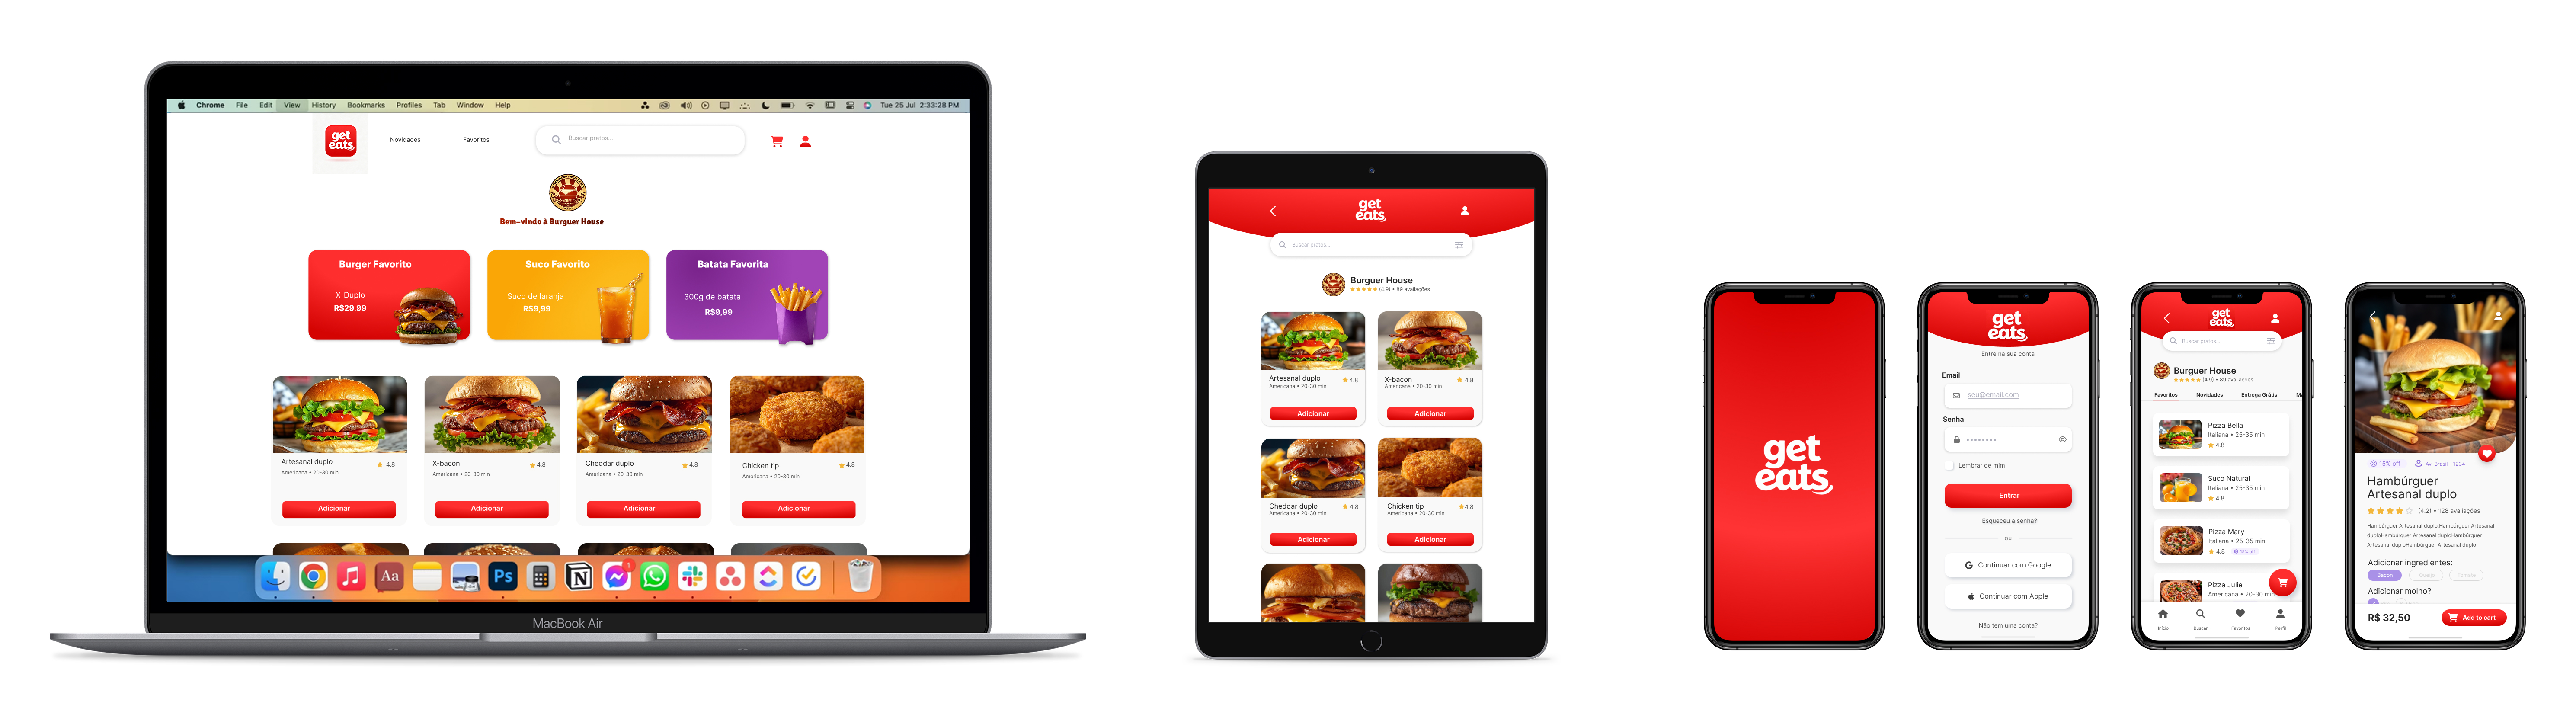 Chrome File Edit View History Bookmarks Profiles Tab Window Help Tue 25 Jul 2:33:28 PM
get
eats
Novidades Favoritos Buscar pratos...
Bem-vindo à Burguer House
Burger Favorito
X-Duplo
R$29,99
Suco Favorito
Suco de laranja
R$9,99
Batata Favorita
300g de batata
R$9,99
Artesanal duplo 4.8
Americana • 20-30 min
Adicionar
X-bacon 4.8
Americana • 20-30 min
Adicionar
Cheddar duplo 4.8
Americana • 20-30 min
Adicionar
Chicken tip 4.8
Americana • 20-30 min
Adicionar
Aa
Ps
1
MacBook Air
get
eats
Buscar pratos...
Burguer House
(4.9) • 89 avaliações
Artesanal duplo 4.8
Americana • 20-30 min
Adicionar
X-bacon 4.8
Americana • 20-30 min
Adicionar
Cheddar duplo 4.8
Americana • 20-30 min
Adicionar
Chicken tip 4.8
Americana • 20-30 min
Adicionar
get
eats
get
eats
Entre na sua conta
Email
seu@email.com
Senha
Lembrar de mim
Entrar
Esqueceu a senha?
ou
Continuar com Google
Continuar com Apple
Não tem uma conta?
get
eats
Buscar pratos...
Burguer House
(4.9) • 89 avaliações
Favoritos Novidades Entrega Grátis
Pizza Bella
Italiana • 25-35 min
4.8
Suco Natural
Italiana • 25-35 min
4.8
Pizza Mary
Italiana • 25-35 min
4.8 15% off
Pizza Julie
Americana • 20-30 min
Início Buscar Favoritos Perfil
15% off Av, Brasil - 1234
Hambúrguer
Artesanal duplo
(4.2) • 128 avaliações
Hambúrguer Artesanal duplo,Hambúrguer Artesanal
duploHambúrguer Artesanal duploHambúrguer
Artesanal duploHambúrguer Artesanal duplo
Adicionar ingredientes:
Bacon
Adicionar molho?
R$ 32,50 Add to cart